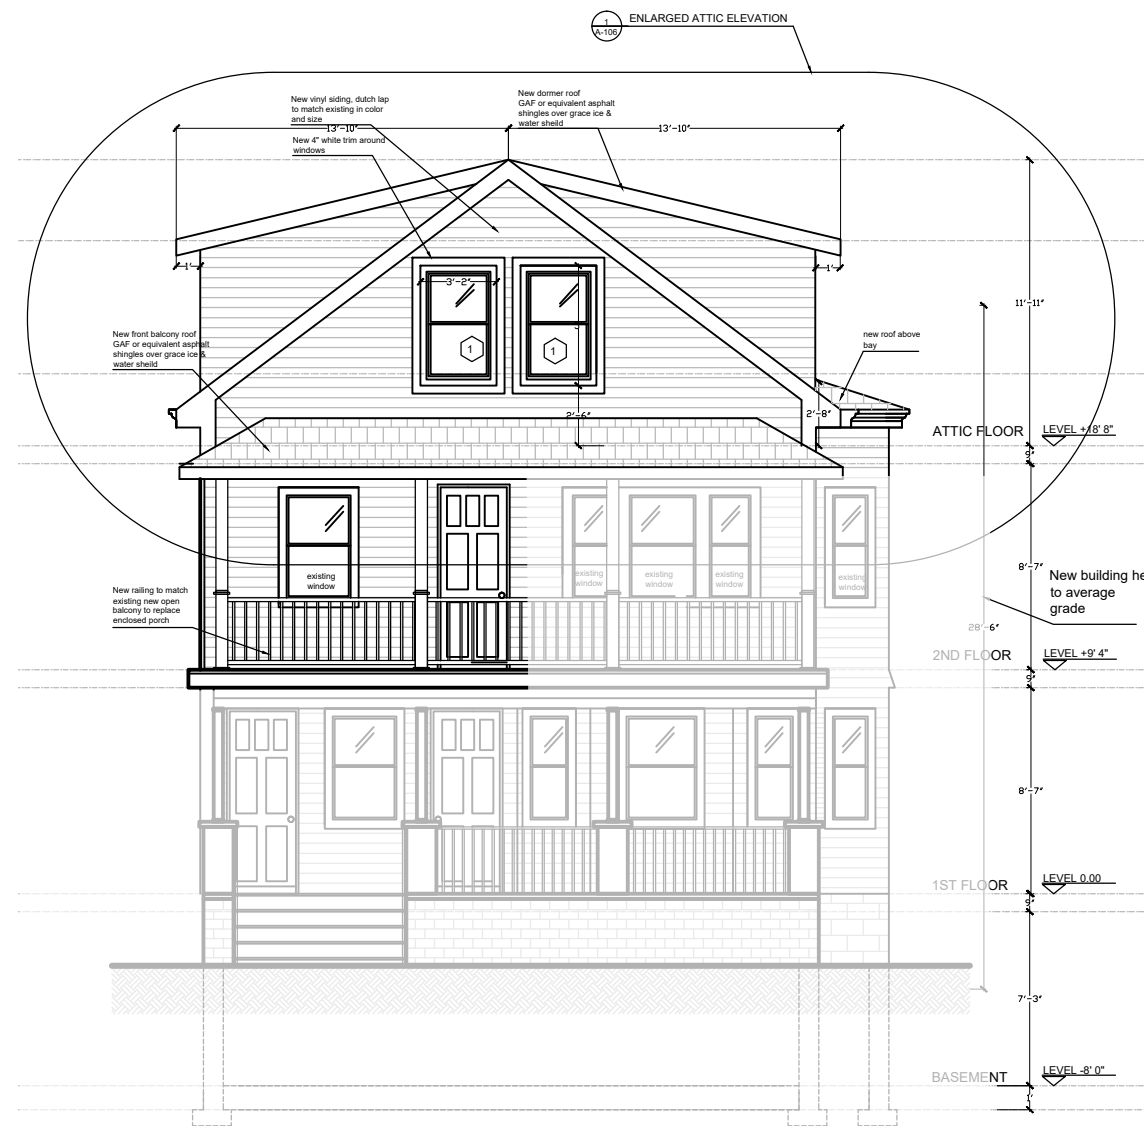 1
A-106
ENLARGED ATTIC ELEVATION
New vinyl siding, dutch lap
to match existing in color
and size
New dormer roof
GAF or equivalent asphalt
shingles over grace ice &
water sheild
13'-10"
13'-10"
New 4" white trim around
windows
1'
1'
3'-2"
11'-11"
New front balcony roof
GAF or equivalent asphalt
shingles over grace ice &
water sheild
1
1
new roof above
bay
2'-6"
2'-8"
ATTIC FLOOR
LEVEL +18' 8"
9"
8'-7"
existing
window
existing
window
existing
window
existing
window
existing
window
New railing to match
existing new open
balcony to replace
enclosed porch
New building he
to average
grade
28'-6"
2ND FLOOR
LEVEL +9' 4"
9"
8'-7"
1ST FLOOR
LEVEL 0.00
9"
7'-3"
BASEMENT
LEVEL -8' 0"
1'